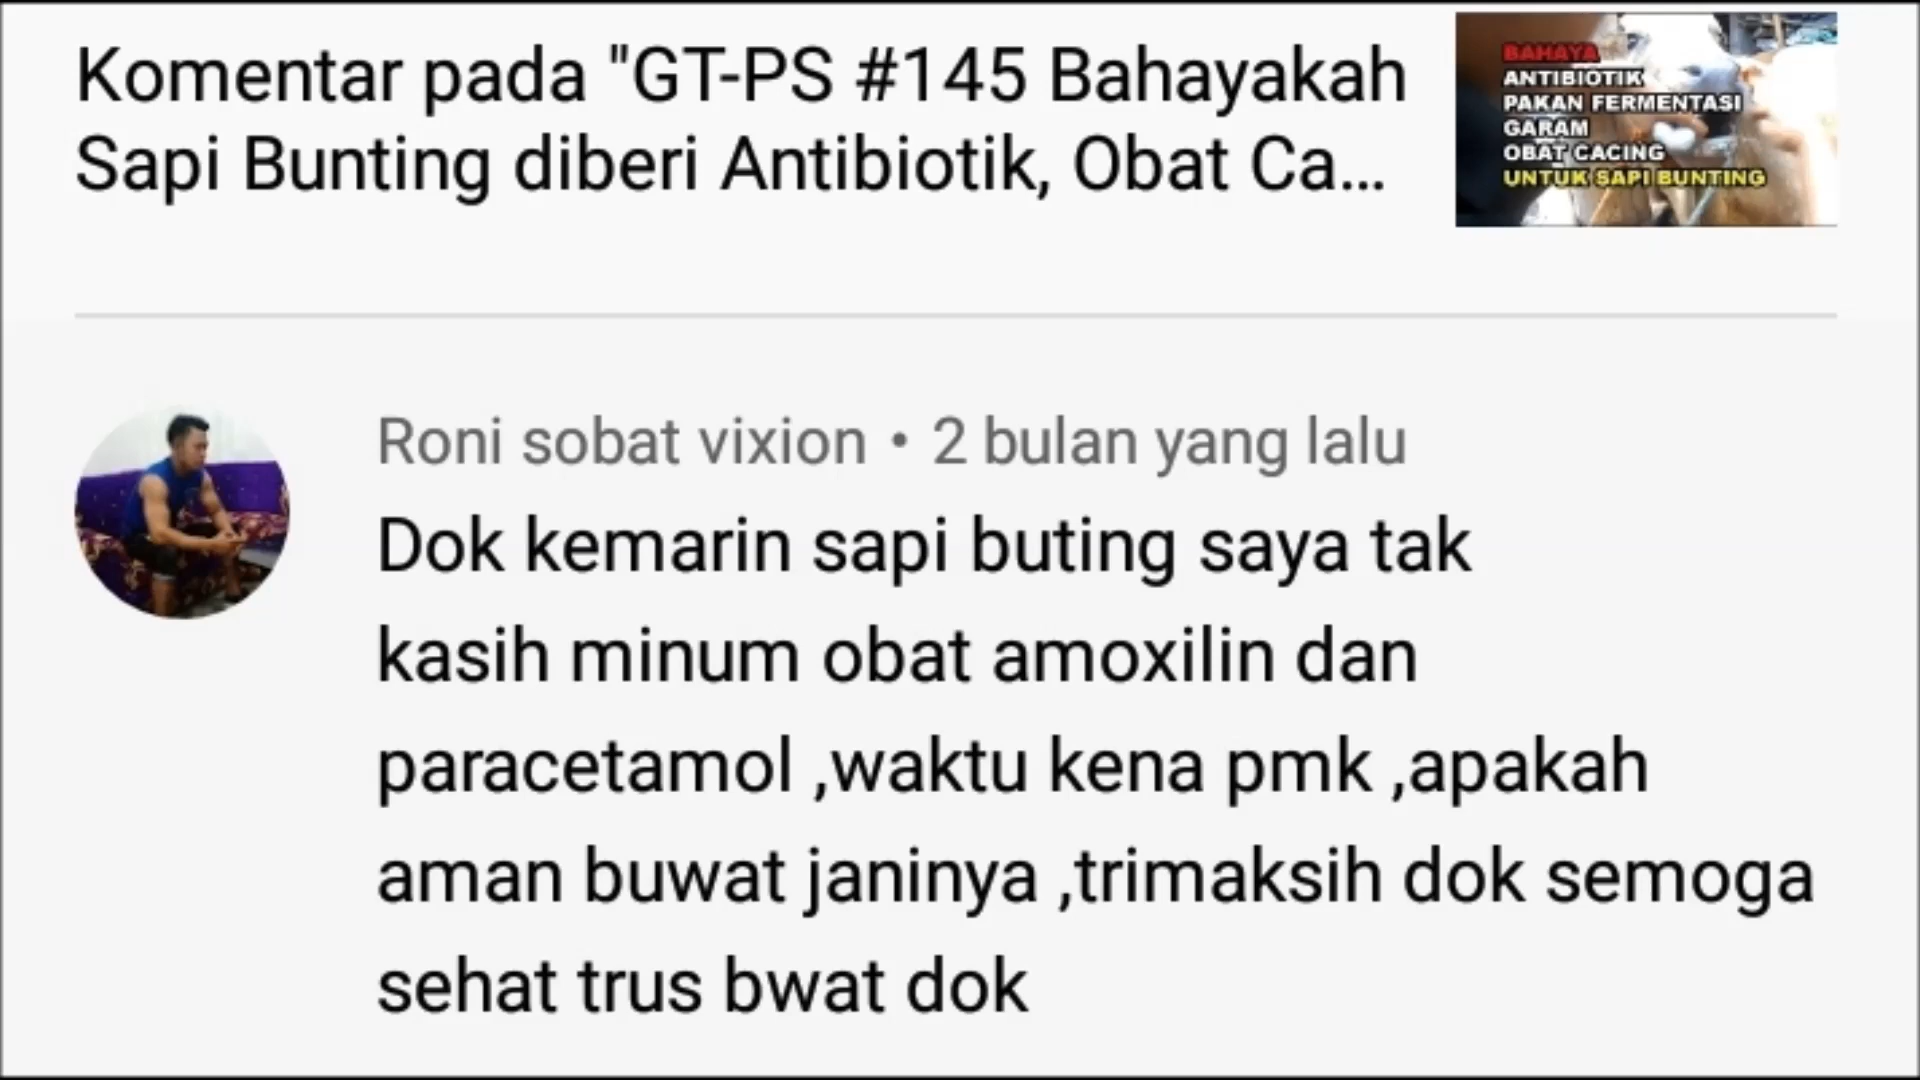 Komentar pada "GT-PS #145 Bahayakah
Sapi Bunting diberi Antibiotik, Obat Ca...
BAHAYA
ANTIBIOTIK
PAKAN FERMENTASI
GARAM
OBAT CACING
UNTUK SAPI BUNTING
Roni sobat vixion • 2 bulan yang lalu
Dok kemarin sapi buting saya tak
kasih minum obat amoxilin dan
paracetamol ,waktu kena pmk ,apakah
aman buwat janinya ,trimaksih dok semoga
sehat trus bwat dok